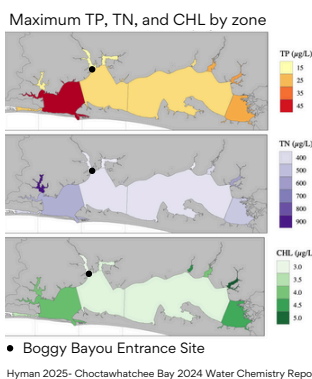 Maximum TP, TN, and CHL by zone
TP (µg/L)
15
25
35
45
TN (µg/L)
400
500
600
700
800
900
CHL (µg/L)
3.0
3.5
4.0
4.5
5.0
• Boggy Bayou Entrance Site
Hyman 2025- Choctawhatchee Bay 2024 Water Chemistry Repo